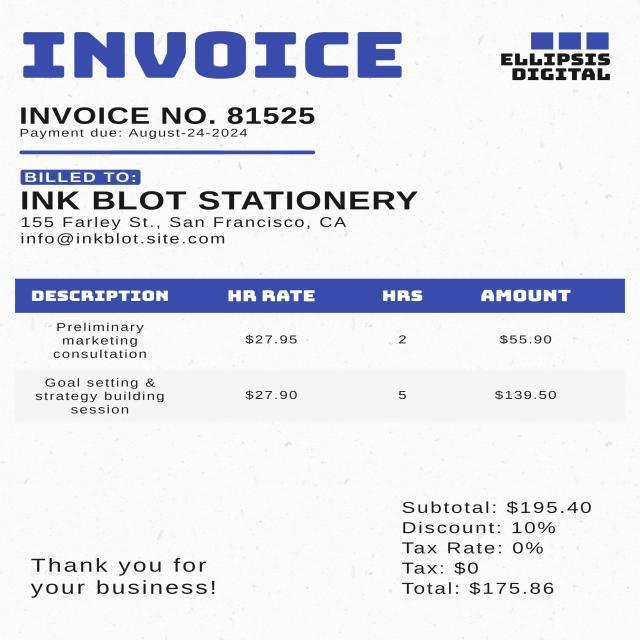 INVOICE
ELLIPSIS
DIGITAL
INVOICE NO. 81525
Payment due: August-24-2024
BILLED TO:
INK BLOT STATIONERY
155 Farley St., San Francisco, CA
info@inkblot.site.com
DESCRIPTION HR RATE HRS AMOUNT
Preliminary
marketing
consultation
$27.95 2 $55.90
Goal setting &
strategy building
session
$27.90 5 $139.50
Subtotal: $195.40
Discount: 10%
Tax Rate: 0%
Tax: $0
Total: $175.86
Thank you for
your business!